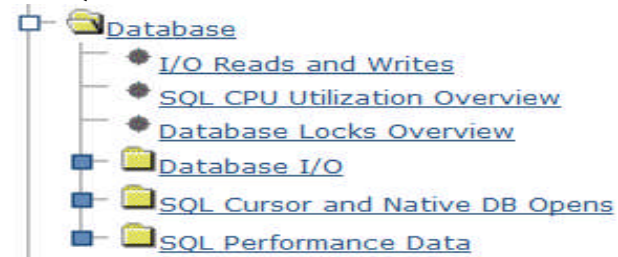 Database
I/O Reads and Writes
SQL CPU Utilization Overview
Database Locks Overview
Database I/O
SQL Cursor and Native DB Opens
SQL Performance Data